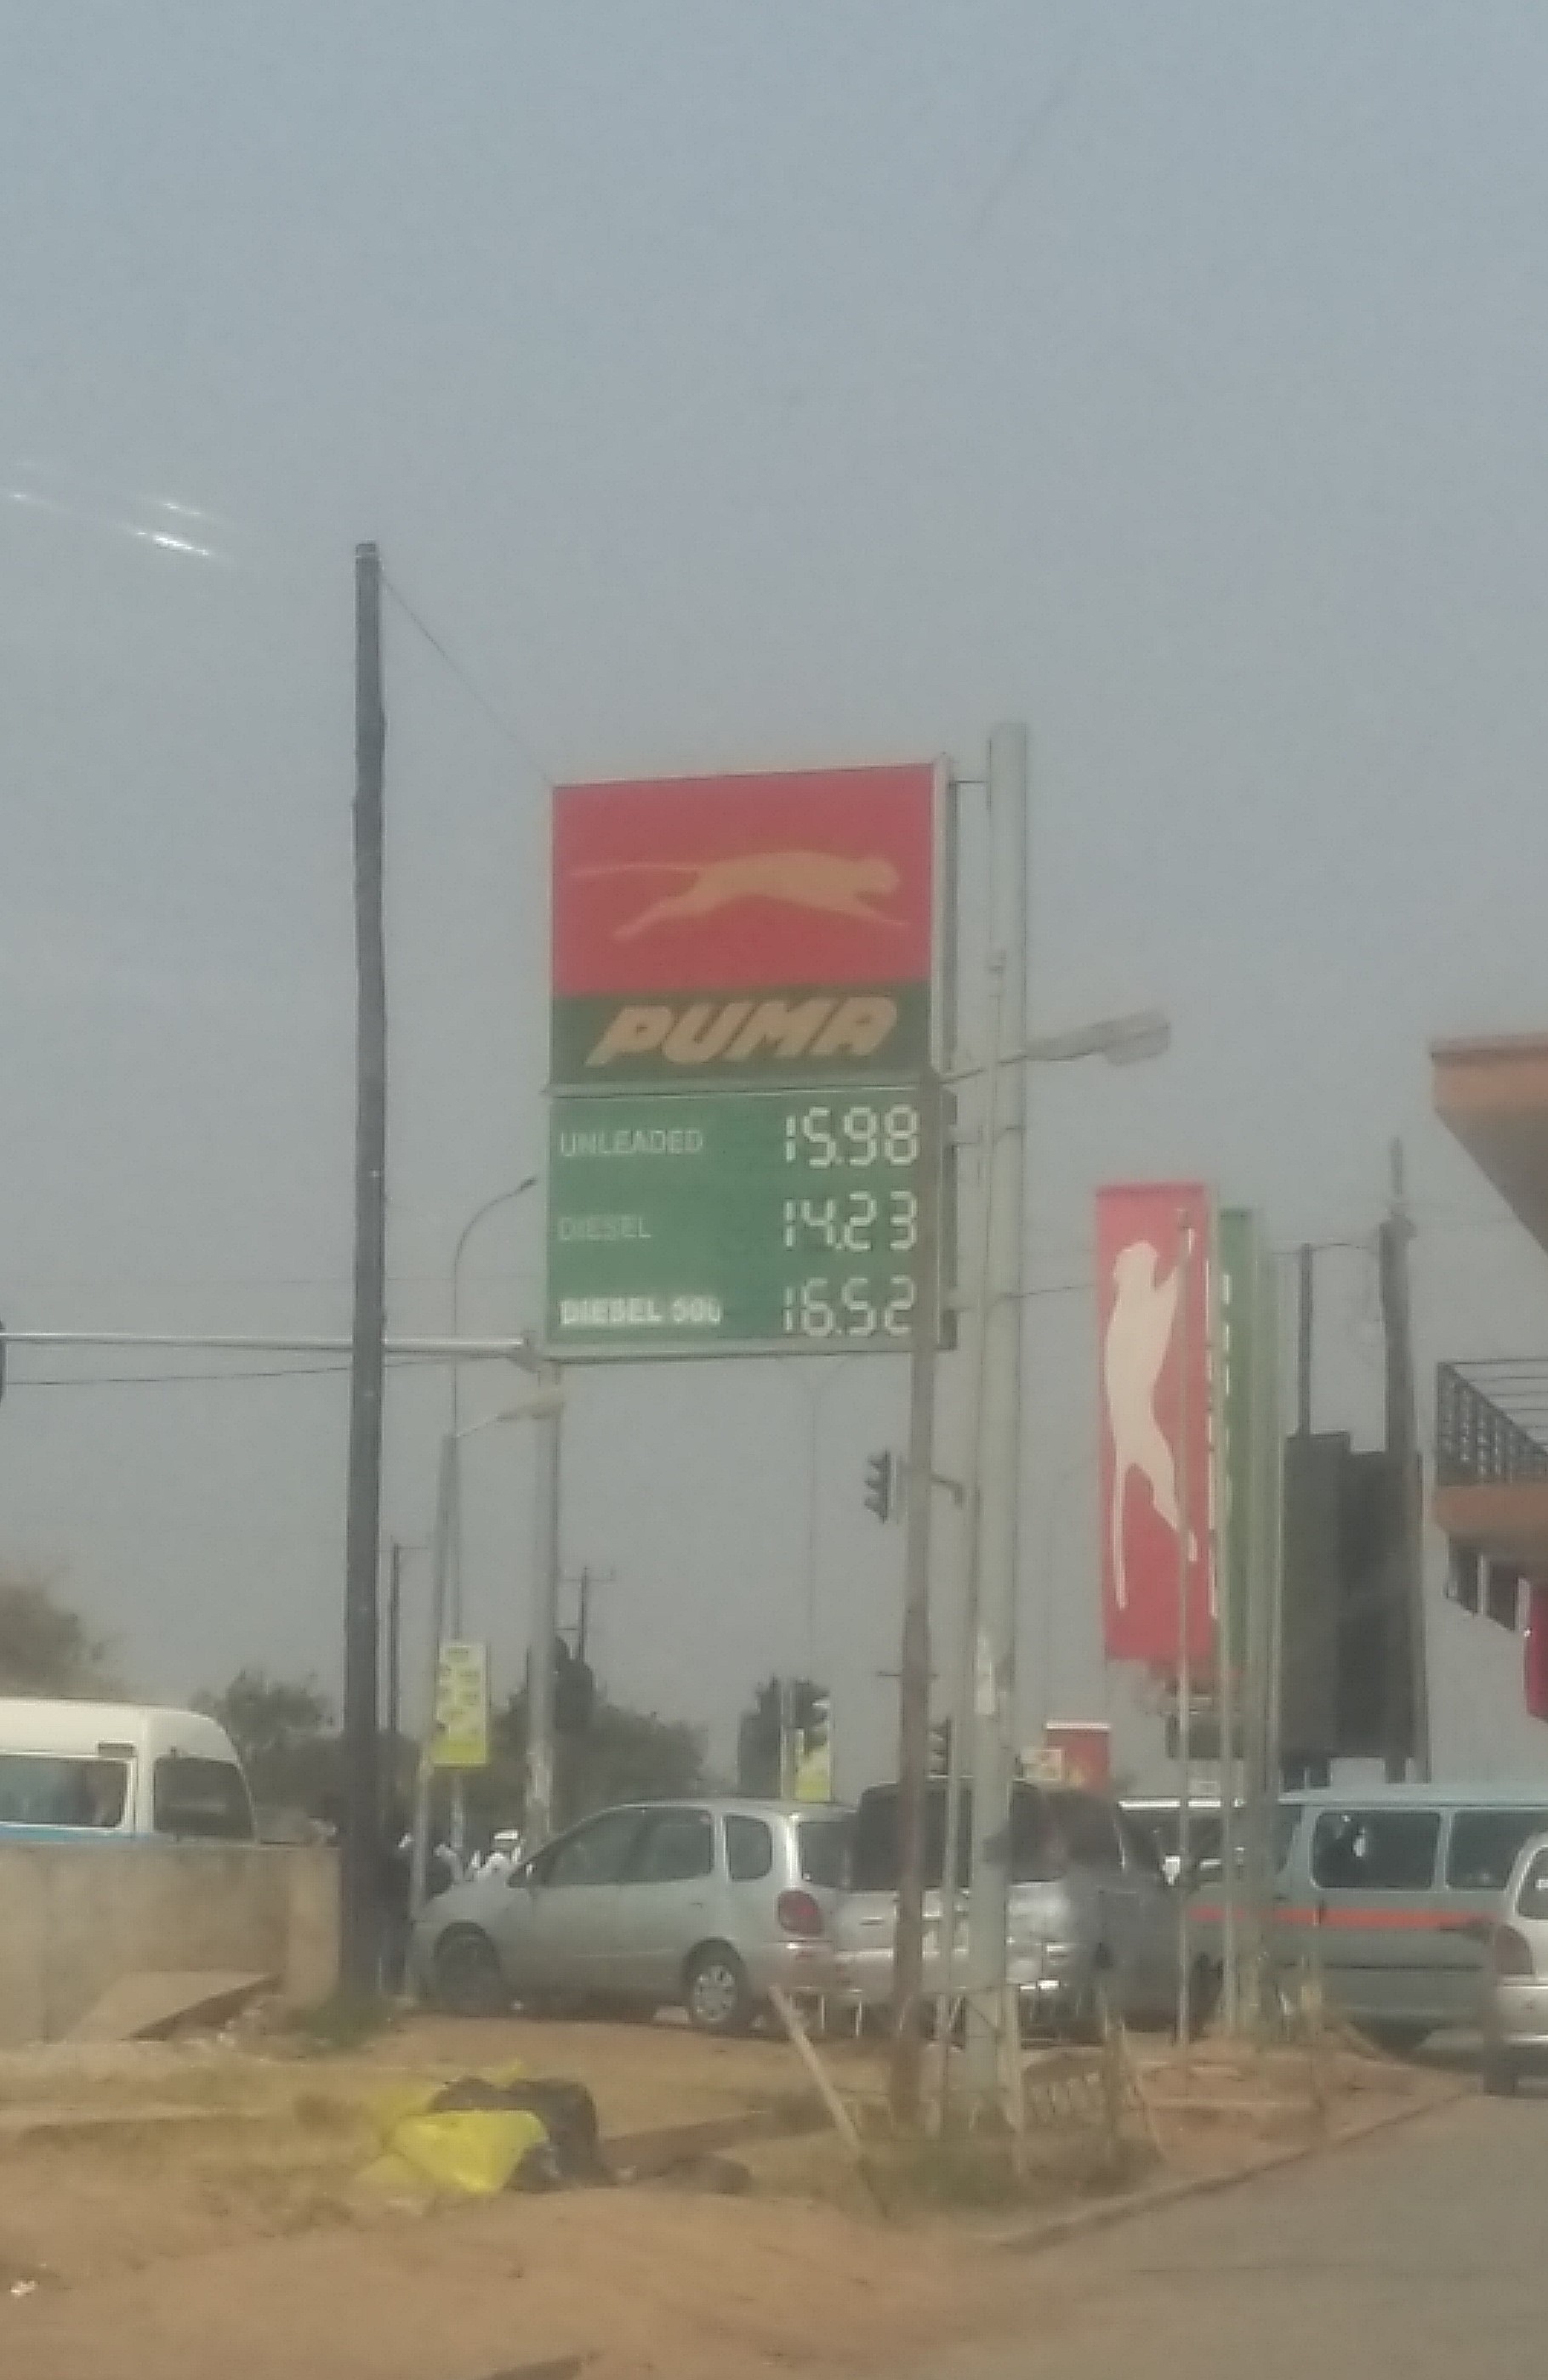 PUMA
UNLEADED 15.98
DIESEL 14.23
DIESEL 50 16.52